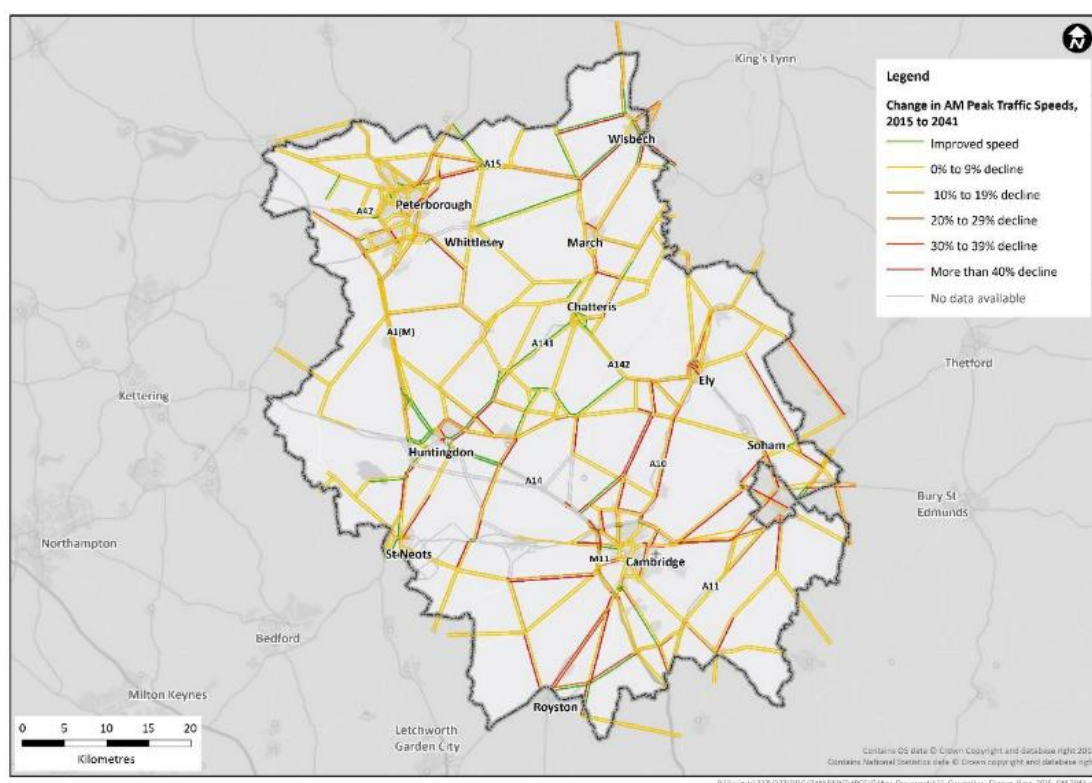 N
King's Lynn
Legend
Change in AM Peak Traffic Speeds,
2015 to 2041
Improved speed
0% to 9% decline
10% to 19% decline
20% to 29% decline
30% to 39% decline
More than 40% decline
No data available
Wisbech
A15
Peterborough
A47
Whittlesey
March
Chatteris
A1(M)
A141
A142
Thetford
Ely
Kettering
Soham
Huntingdon
A10
A14
Bury St
Edmunds
Northampton
St Neots
M11
Cambridge
A11
Bedford
Milton Keynes
Royston
Letchworth
Garden City
0 5 10 15 20
Kilometres
Contains OS data © Crown Copyright and database right
Contains National Statistics data © Crown copyright and database